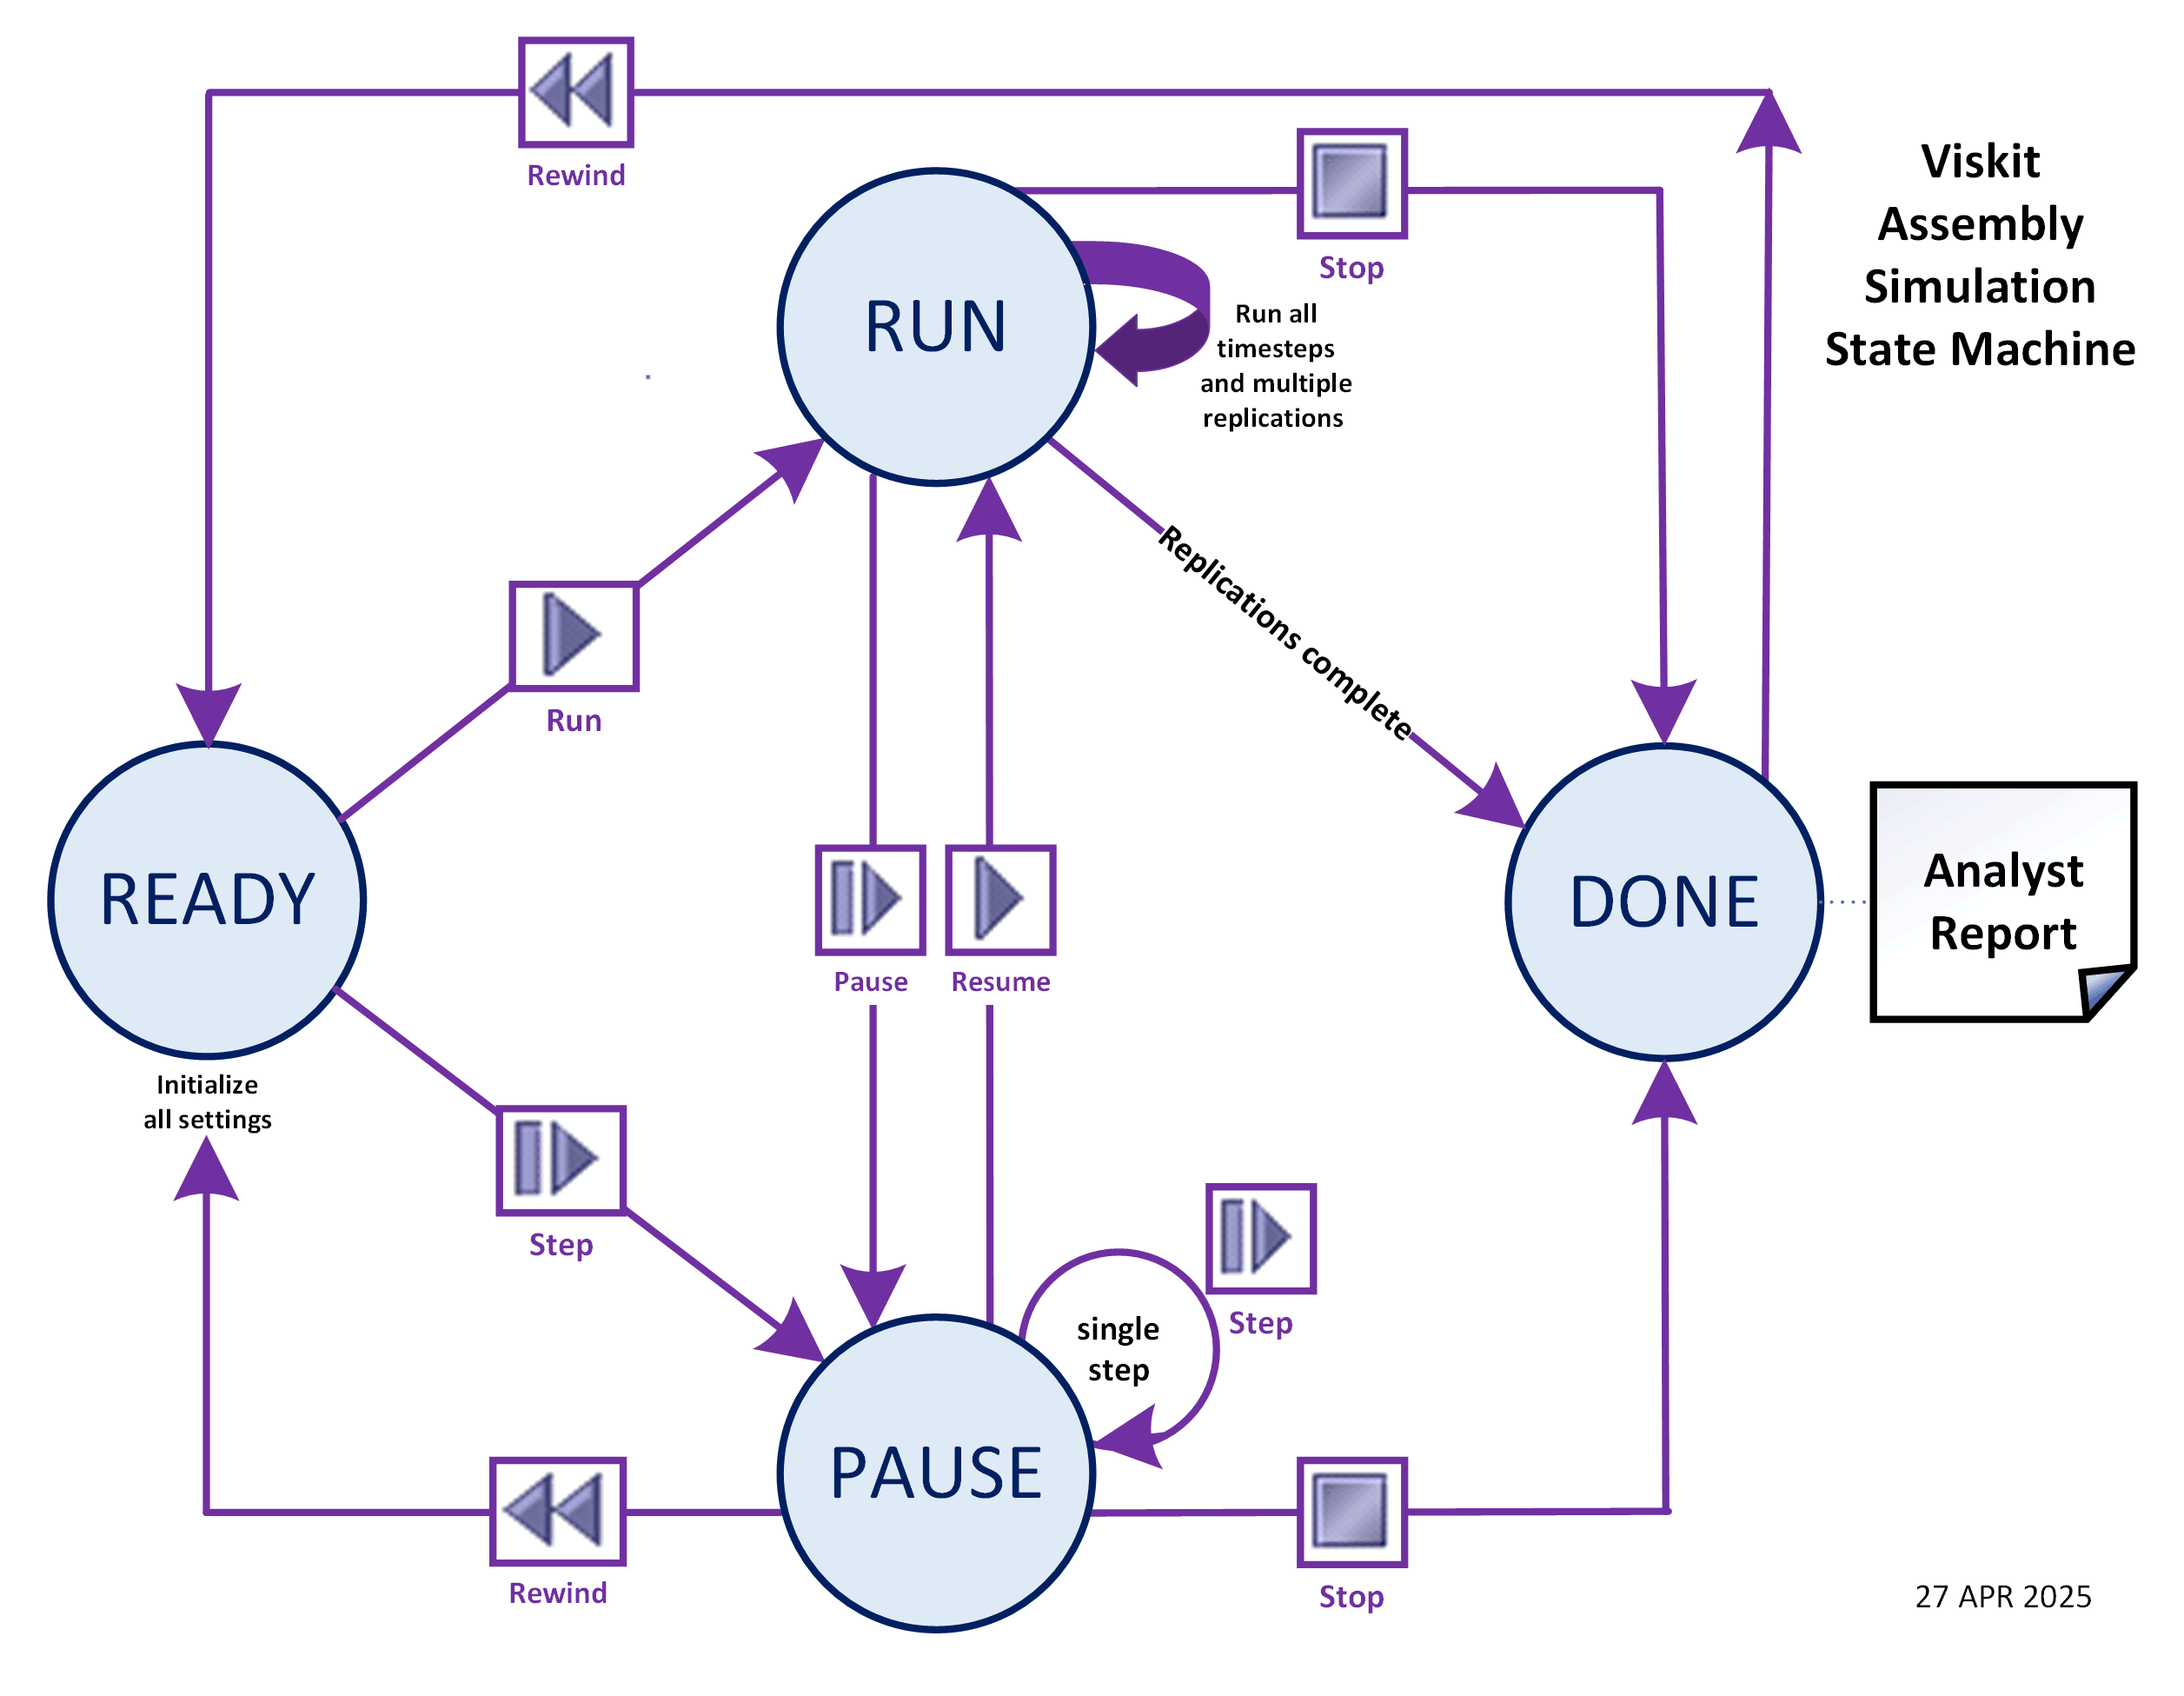 Rewind
Stop
Viskit
Assembly
Simulation
State Machine
RUN
Run all
timesteps
and multiple
replications
Replications complete
Run
READY
Initialize
all settings
Pause
Resume
DONE
Analyst
Report
Step
single
step
Step
PAUSE
Rewind
Stop
27 APR 2025